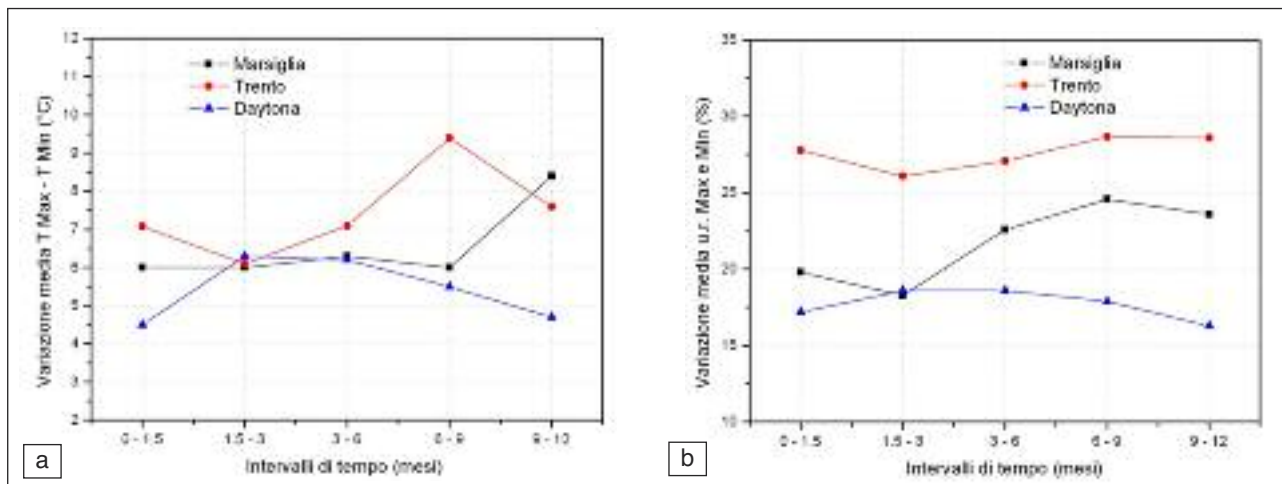 Variazione media T Max - T Min (°C)
12
11
10
9
8
7
6
5
4
3
2
Marsiglia
Trento
Daytona
0 - 1.5
1.5 - 3
3 - 6
6 - 9
9 - 12
Intervalli di tempo (mesi)
a
Variazione media u.r. Max e Min (%)
35
30
25
20
15
10
Marsiglia
Trento
Daytona
0 - 1.5
1.5 - 3
3 - 6
6 - 9
9 - 12
Intervalli di tempo (mesi)
b